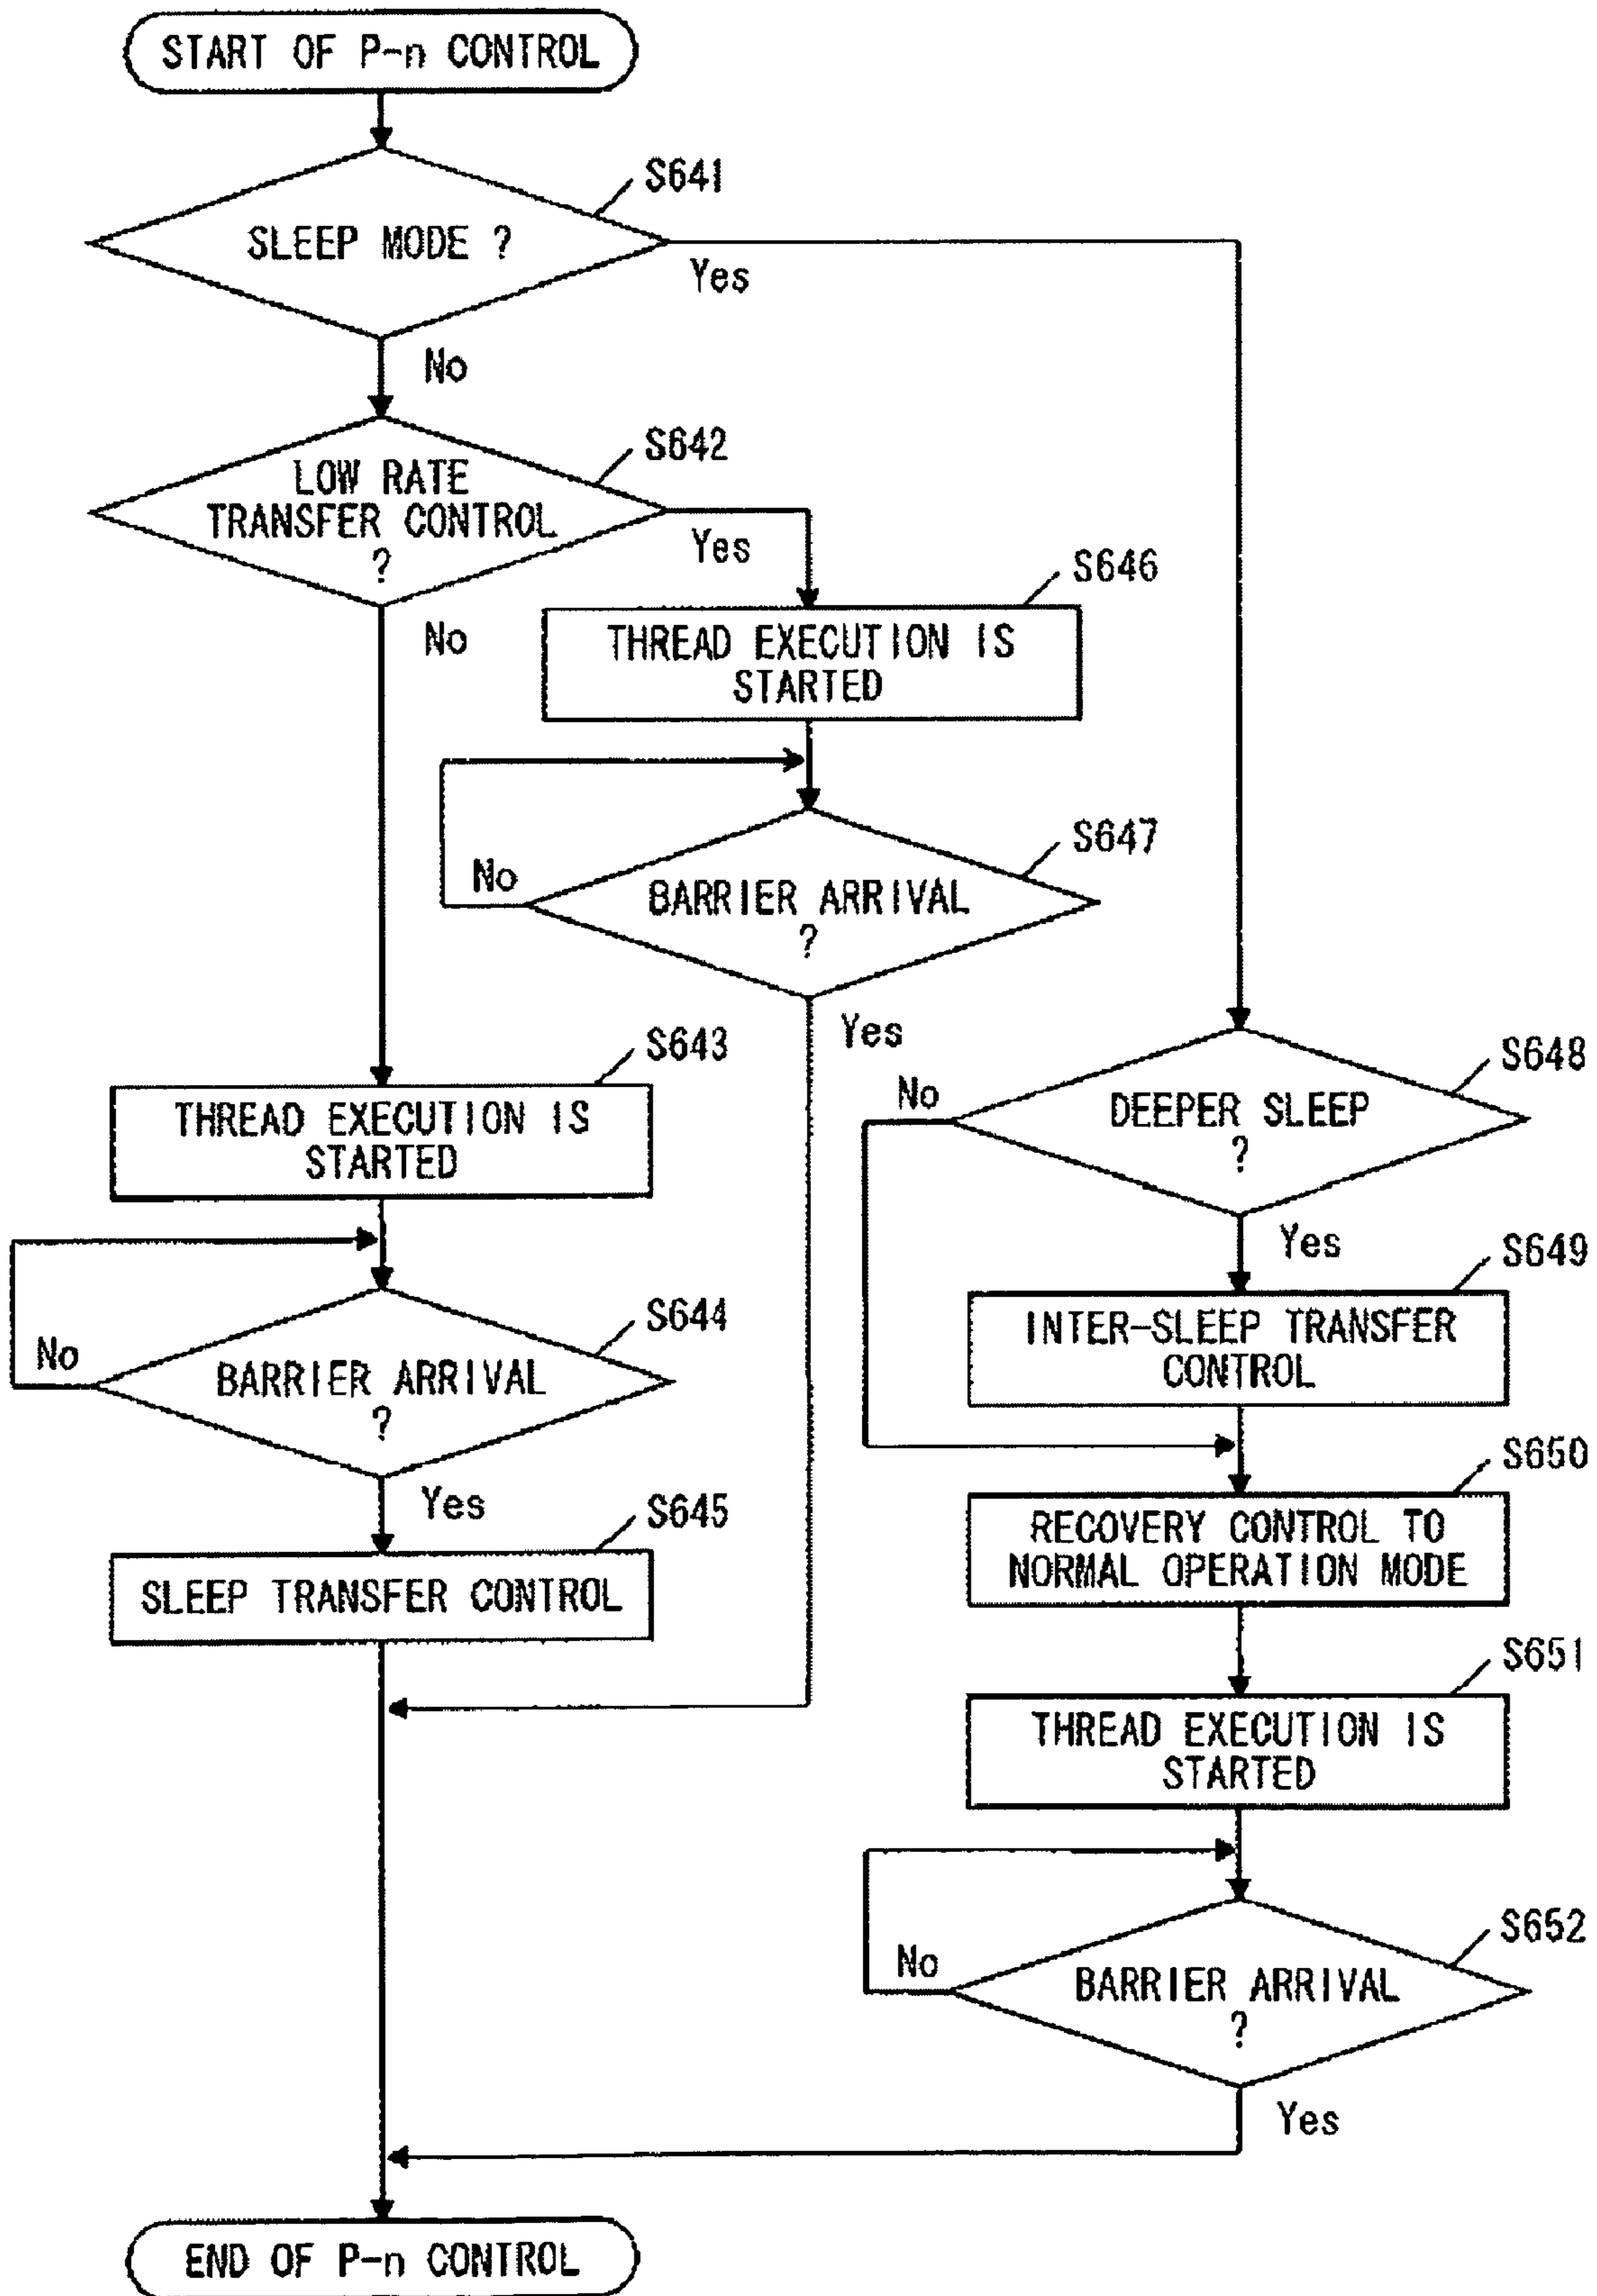 START OF P-n CONTROL
S641
SLEEP MODE ?
Yes
No
S642
LOW RATE
TRANSFER CONTROL
?
Yes
No
S646
THREAD EXECUTION IS
STARTED
S647
BARRIER ARRIVAL
?
No
Yes
S643
THREAD EXECUTION IS
STARTED
S644
BARRIER ARRIVAL
?
No
Yes
S645
SLEEP TRANSFER CONTROL
S648
DEEPER SLEEP
?
No
Yes
S649
INTER-SLEEP TRANSFER
CONTROL
S650
RECOVERY CONTROL TO
NORMAL OPERATION MODE
S651
THREAD EXECUTION IS
STARTED
S652
BARRIER ARRIVAL
?
No
Yes
END OF P-n CONTROL